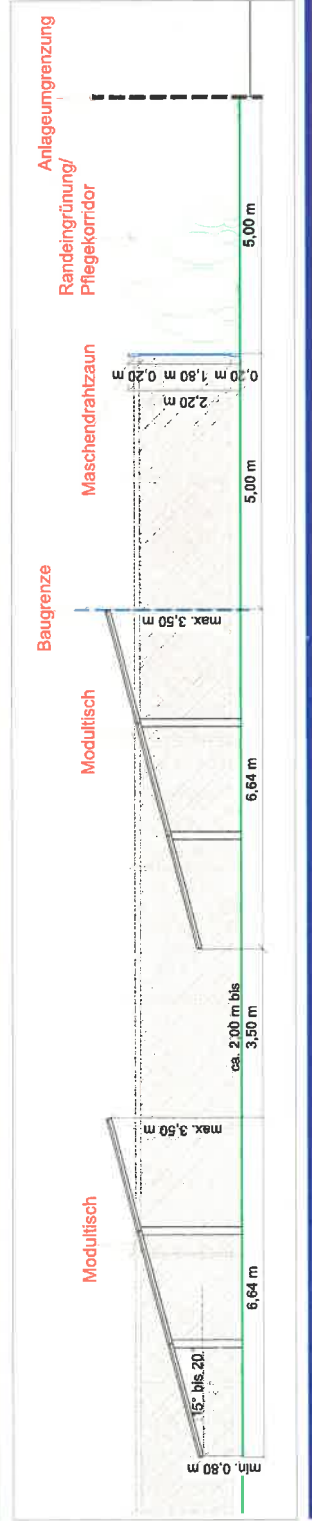 Modultisch
Modultisch
Baugrenze
Maschendrahtzaun
Randeingrünung/
Pflegekorridor
Anlageumgrenzung
min. 0,80 m
15° bis 20°
max. 3,50 m
max. 3,50 m
2,20 m
0,20 m
1,80 m
0,20 m
6,64 m
ca. 2,00 m bis
3,50 m
6,64 m
5,00 m
5,00 m